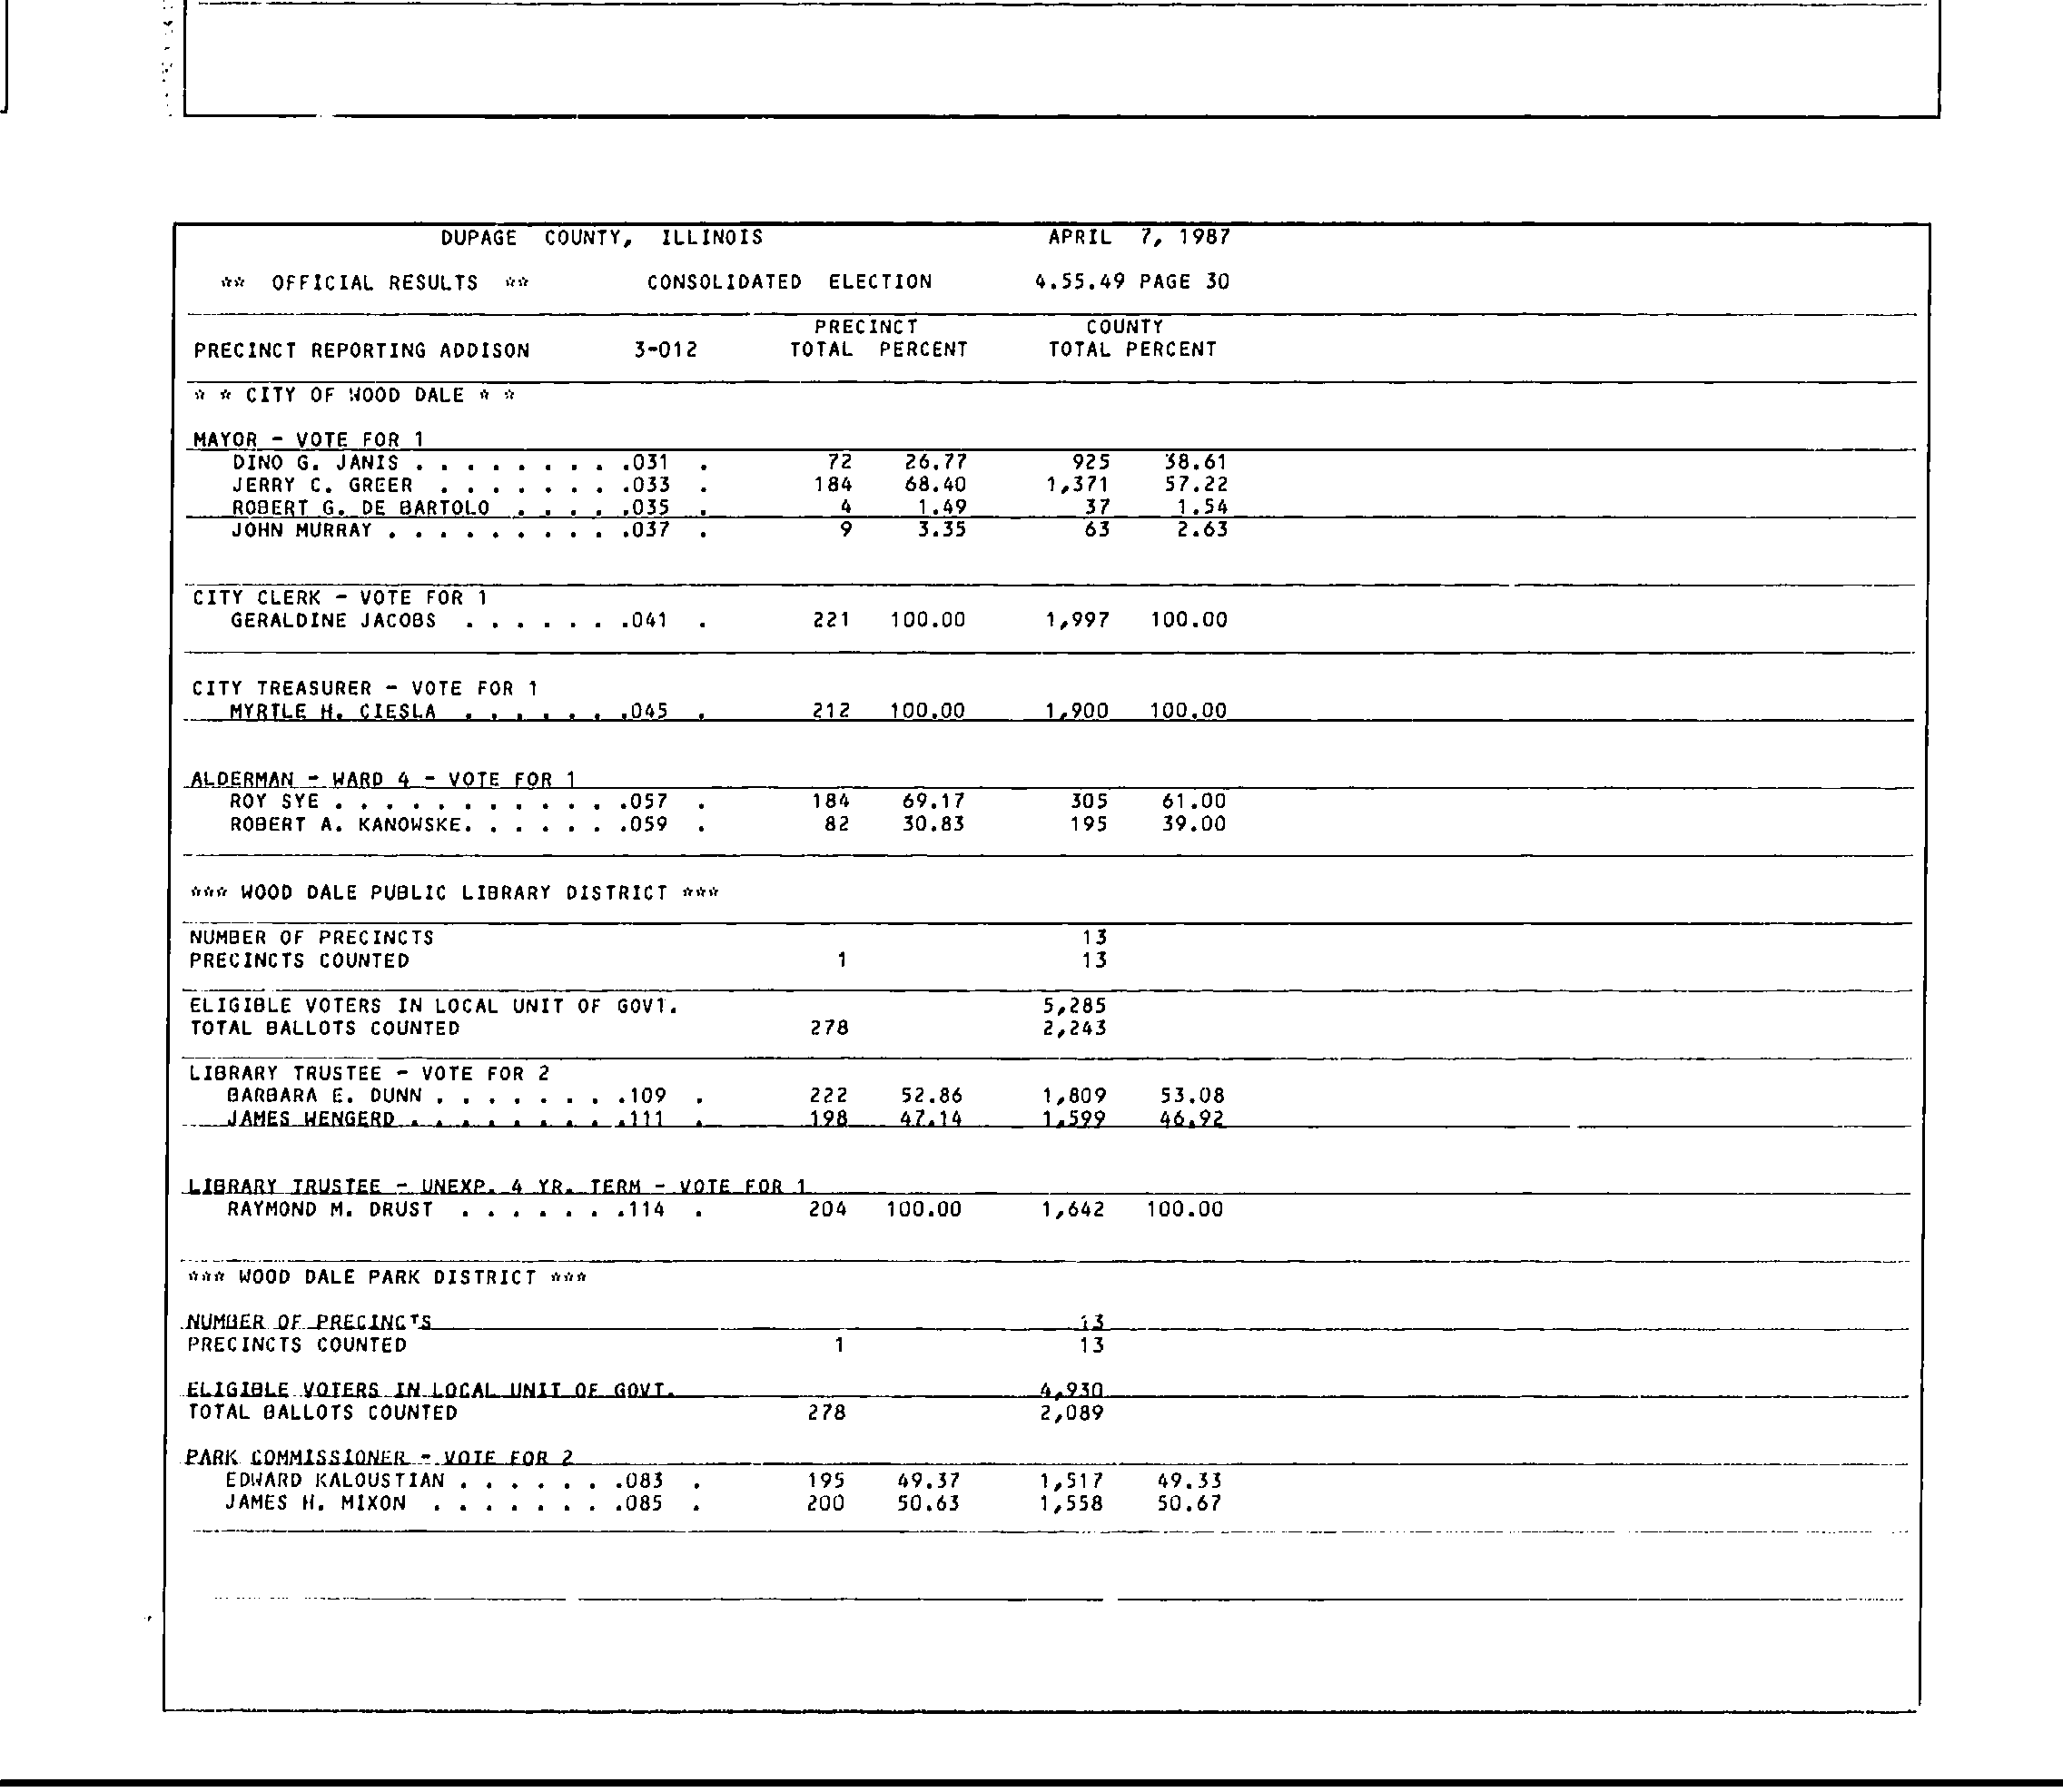 DUPAGE COUNTY, ILLINOIS APRIL 7, 1987
** OFFICIAL RESULTS ** CONSOLIDATED ELECTION 4.55.49 PAGE 30
PRECINCT COUNTY
PRECINCT REPORTING ADDISON 3-012 TOTAL PERCENT TOTAL PERCENT
* * CITY OF WOOD DALE * *
MAYOR - VOTE FOR 1
DINO G. JANIS . . . . . . . . .031 . 72 26.77 925 38.61
JERRY C. GREER . . . . . . . .033 . 184 68.40 1,371 57.22
ROBERT G. DE BARTOLO . . . . .035 . 4 1.49 37 1.54
JOHN MURRAY . . . . . . . . . .037 . 9 3.35 63 2.63
CITY CLERK - VOTE FOR 1
GERALDINE JACOBS . . . . . . .041 . 221 100.00 1,997 100.00
CITY TREASURER - VOTE FOR 1
MYRTLE H. CIESLA . . . . . . .045 . 212 100.00 1,900 100.00
ALDERMAN - WARD 4 - VOTE FOR 1
ROY SYE . . . . . . . . . . . .057 . 184 69.17 305 61.00
ROBERT A. KANOWSKE. . . . . . .059 . 82 30.83 195 39.00
*** WOOD DALE PUBLIC LIBRARY DISTRICT ***
NUMBER OF PRECINCTS 13
PRECINCTS COUNTED 1 13
ELIGIBLE VOTERS IN LOCAL UNIT OF GOVT. 5,285
TOTAL BALLOTS COUNTED 278 2,243
LIBRARY TRUSTEE - VOTE FOR 2
BARBARA E. DUNN . . . . . . . .109 . 222 52.86 1,809 53.08
JAMES WENGERD . . . . . . . . .111 . 198 47.14 1,599 46.92
LIBRARY TRUSTEE - UNEXP. 4 YR. TERM - VOTE FOR 1
RAYMOND M. DRUST . . . . . . .114 . 204 100.00 1,642 100.00
*** WOOD DALE PARK DISTRICT ***
NUMBER OF PRECINCTS 13
PRECINCTS COUNTED 1 13
ELIGIBLE VOTERS IN LOCAL UNIT OF GOVT. 4,930
TOTAL BALLOTS COUNTED 278 2,089
PARK COMMISSIONER - VOTE FOR 2
EDWARD KALOUSTIAN . . . . . . .083 . 195 49.37 1,517 49.33
JAMES H. MIXON . . . . . . . .085 . 200 50.63 1,558 50.67